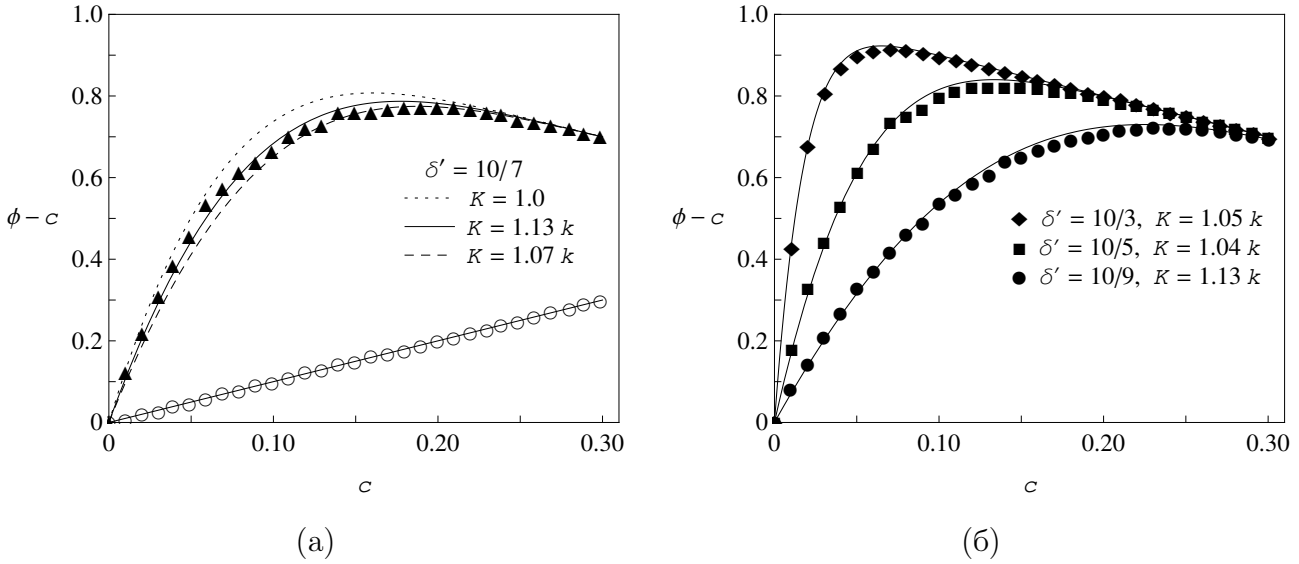 1.0
0.8
0.6
0.4
0.2
0
ϕ – c
δ′ = 10/7
K = 1.0
K = 1.13 k
K = 1.07 k
0 0.10 0.20 0.30
c
(а)
1.0
0.8
0.6
0.4
0.2
0
ϕ – c
δ′ = 10/3, K = 1.05 k
δ′ = 10/5, K = 1.04 k
δ′ = 10/9, K = 1.13 k
0 0.10 0.20 0.30
c
(б)